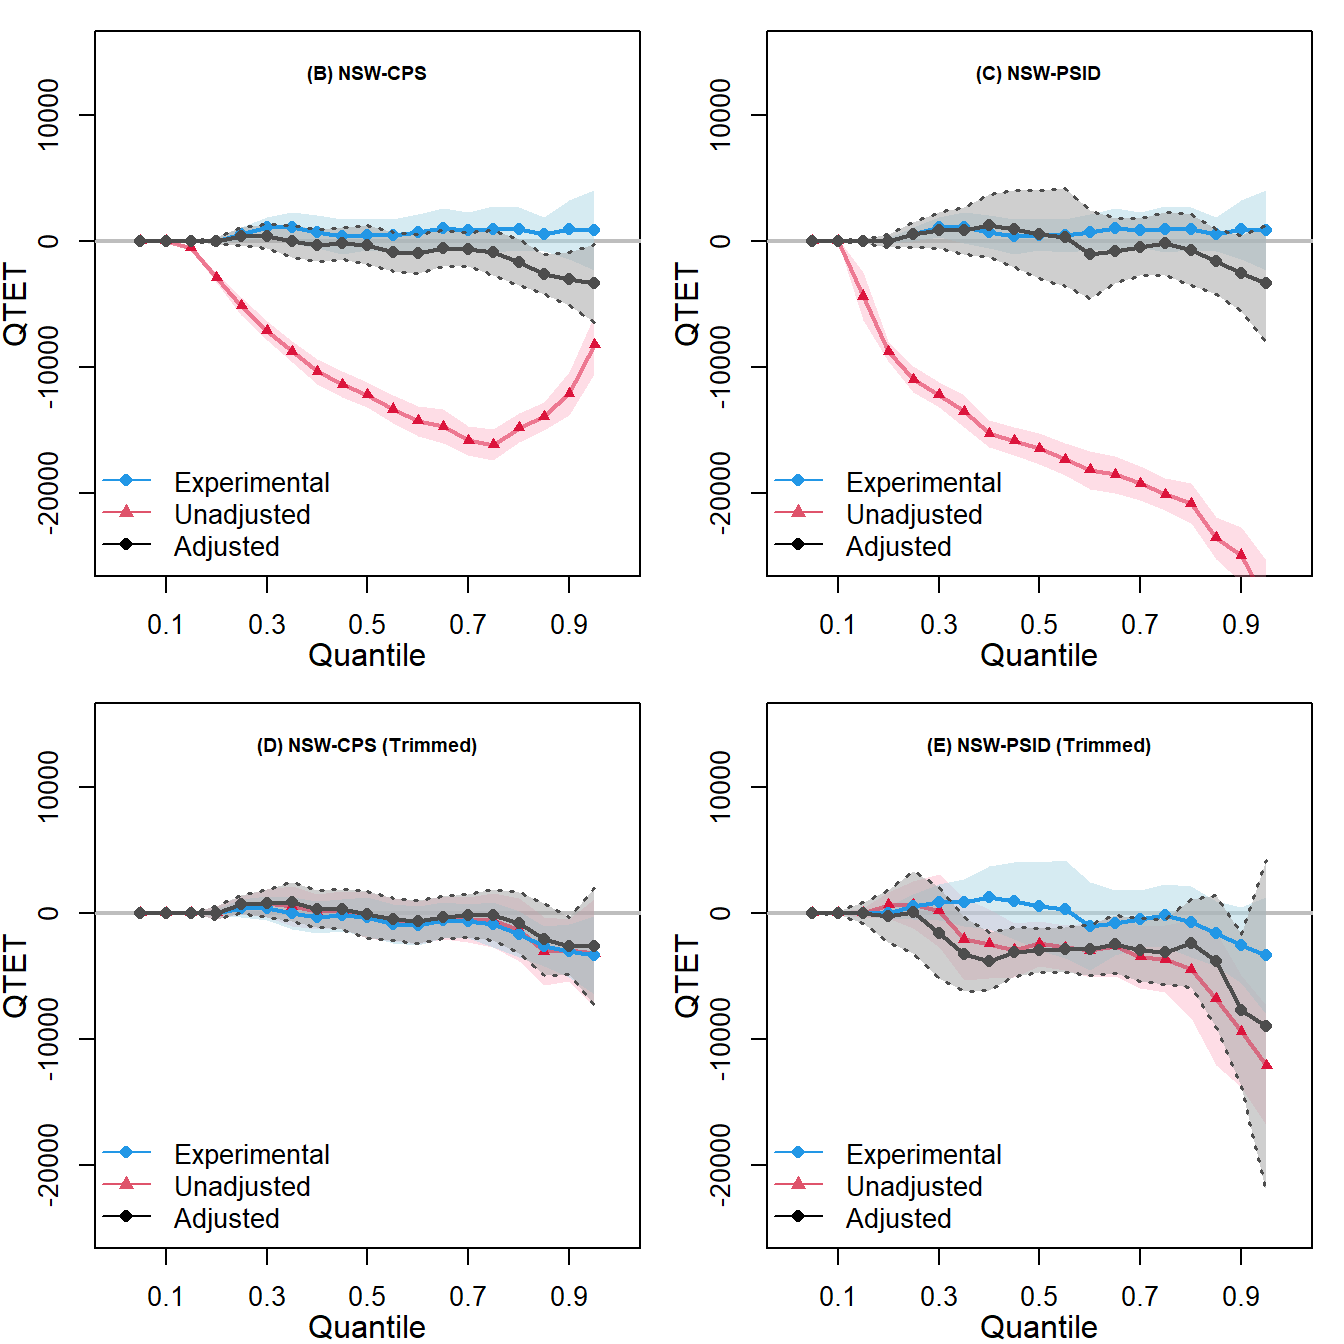 (B) NSW-CPS
QTET
10000
0
-10000
-20000
Experimental
Unadjusted
Adjusted
0.1 0.3 0.5 0.7 0.9
Quantile
(C) NSW-PSID
QTET
10000
0
-10000
-20000
Experimental
Unadjusted
Adjusted
0.1 0.3 0.5 0.7 0.9
Quantile
(D) NSW-CPS (Trimmed)
QTET
10000
0
-10000
-20000
Experimental
Unadjusted
Adjusted
0.1 0.3 0.5 0.7 0.9
Quantile
(E) NSW-PSID (Trimmed)
QTET
10000
0
-10000
-20000
Experimental
Unadjusted
Adjusted
0.1 0.3 0.5 0.7 0.9
Quantile